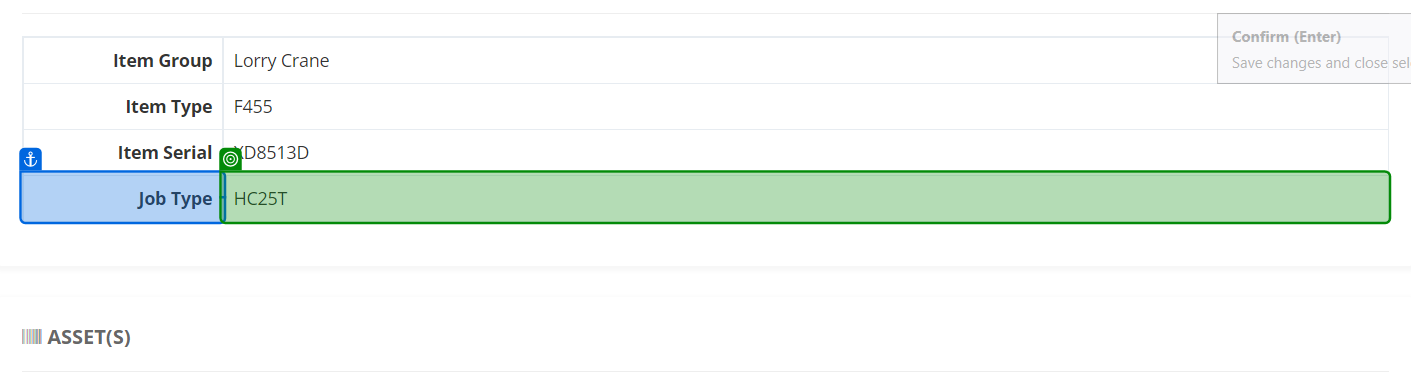 Confirm (Enter)
Save changes and close
Item Group Lorry Crane
Item Type F455
Item Serial XD8513D
Job Type HC25T
ASSET(S)